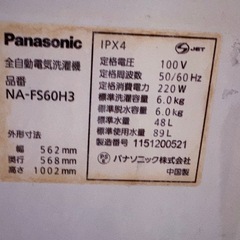 Panasonic
全自動電気洗濯機
品番
NA-FS60H3
外形寸法
幅 562mm
奥行 568mm
高さ 1002mm
IPX4
JET
定格電圧 100V
定格周波数 50/60Hz
定格消費電力 220W
標準洗濯容量 6.0kg
標準脱水容量 6.0kg
標準水量 48L
標準使用水量 89L
製造番号 1151200521
パナソニック株式会社
中国製